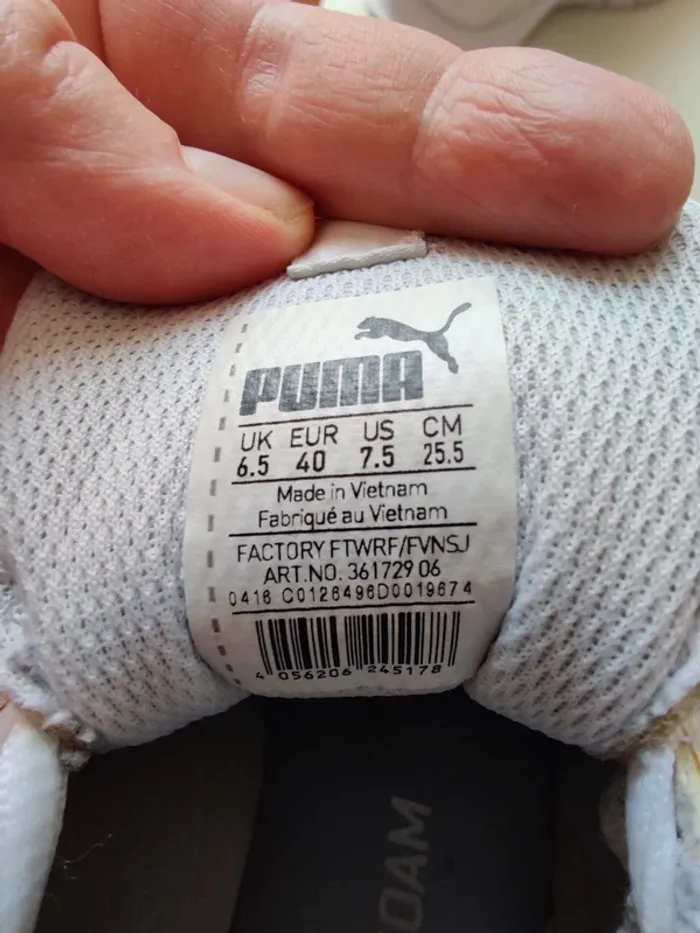 PUMA
UK EUR US CM
6.5 40 7.5 25.5
Made in Vietnam
Fabriqué au Vietnam
FACTORY FTWRF/FVNSJ
ART.NO. 361729 06
0416 C0126496D0019674
4 056206 245178
OAM